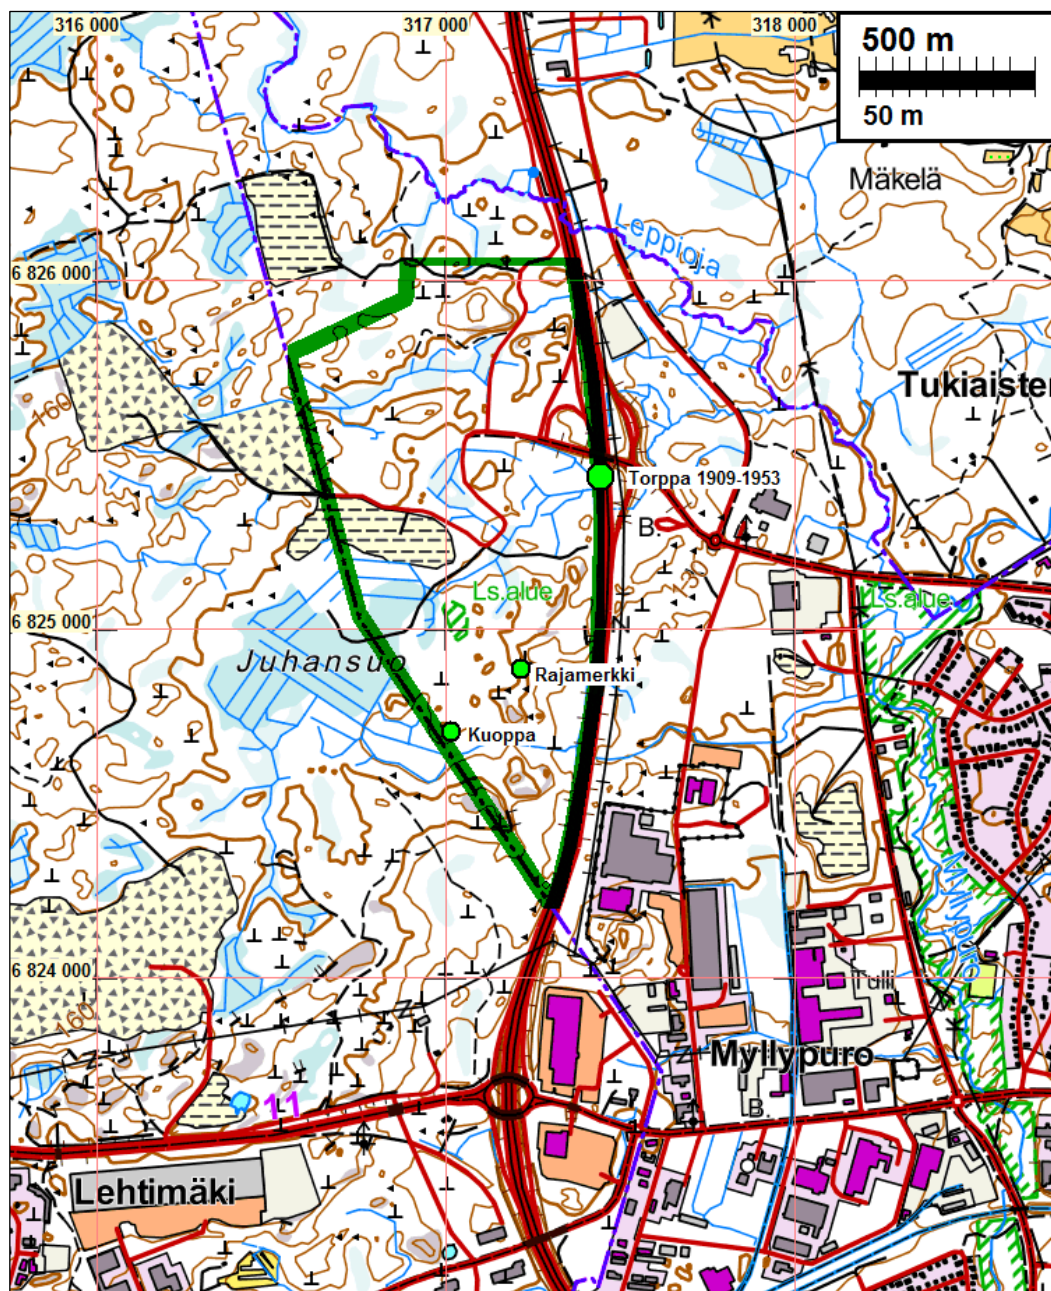 316 000
317 000
318 000
500 m
50 m
Mäkelä
Leppioja
6 826 000
Tukiaisten
160
Torppa 1909-1953
B.
130
Ls.alue
Ls.alue
6 825 000
Juhansuo
Rajamerkki
Kuoppa
Myllypuro
6 824 000
Tulli
160
Myllypuro
11
B.
Lehtimäki